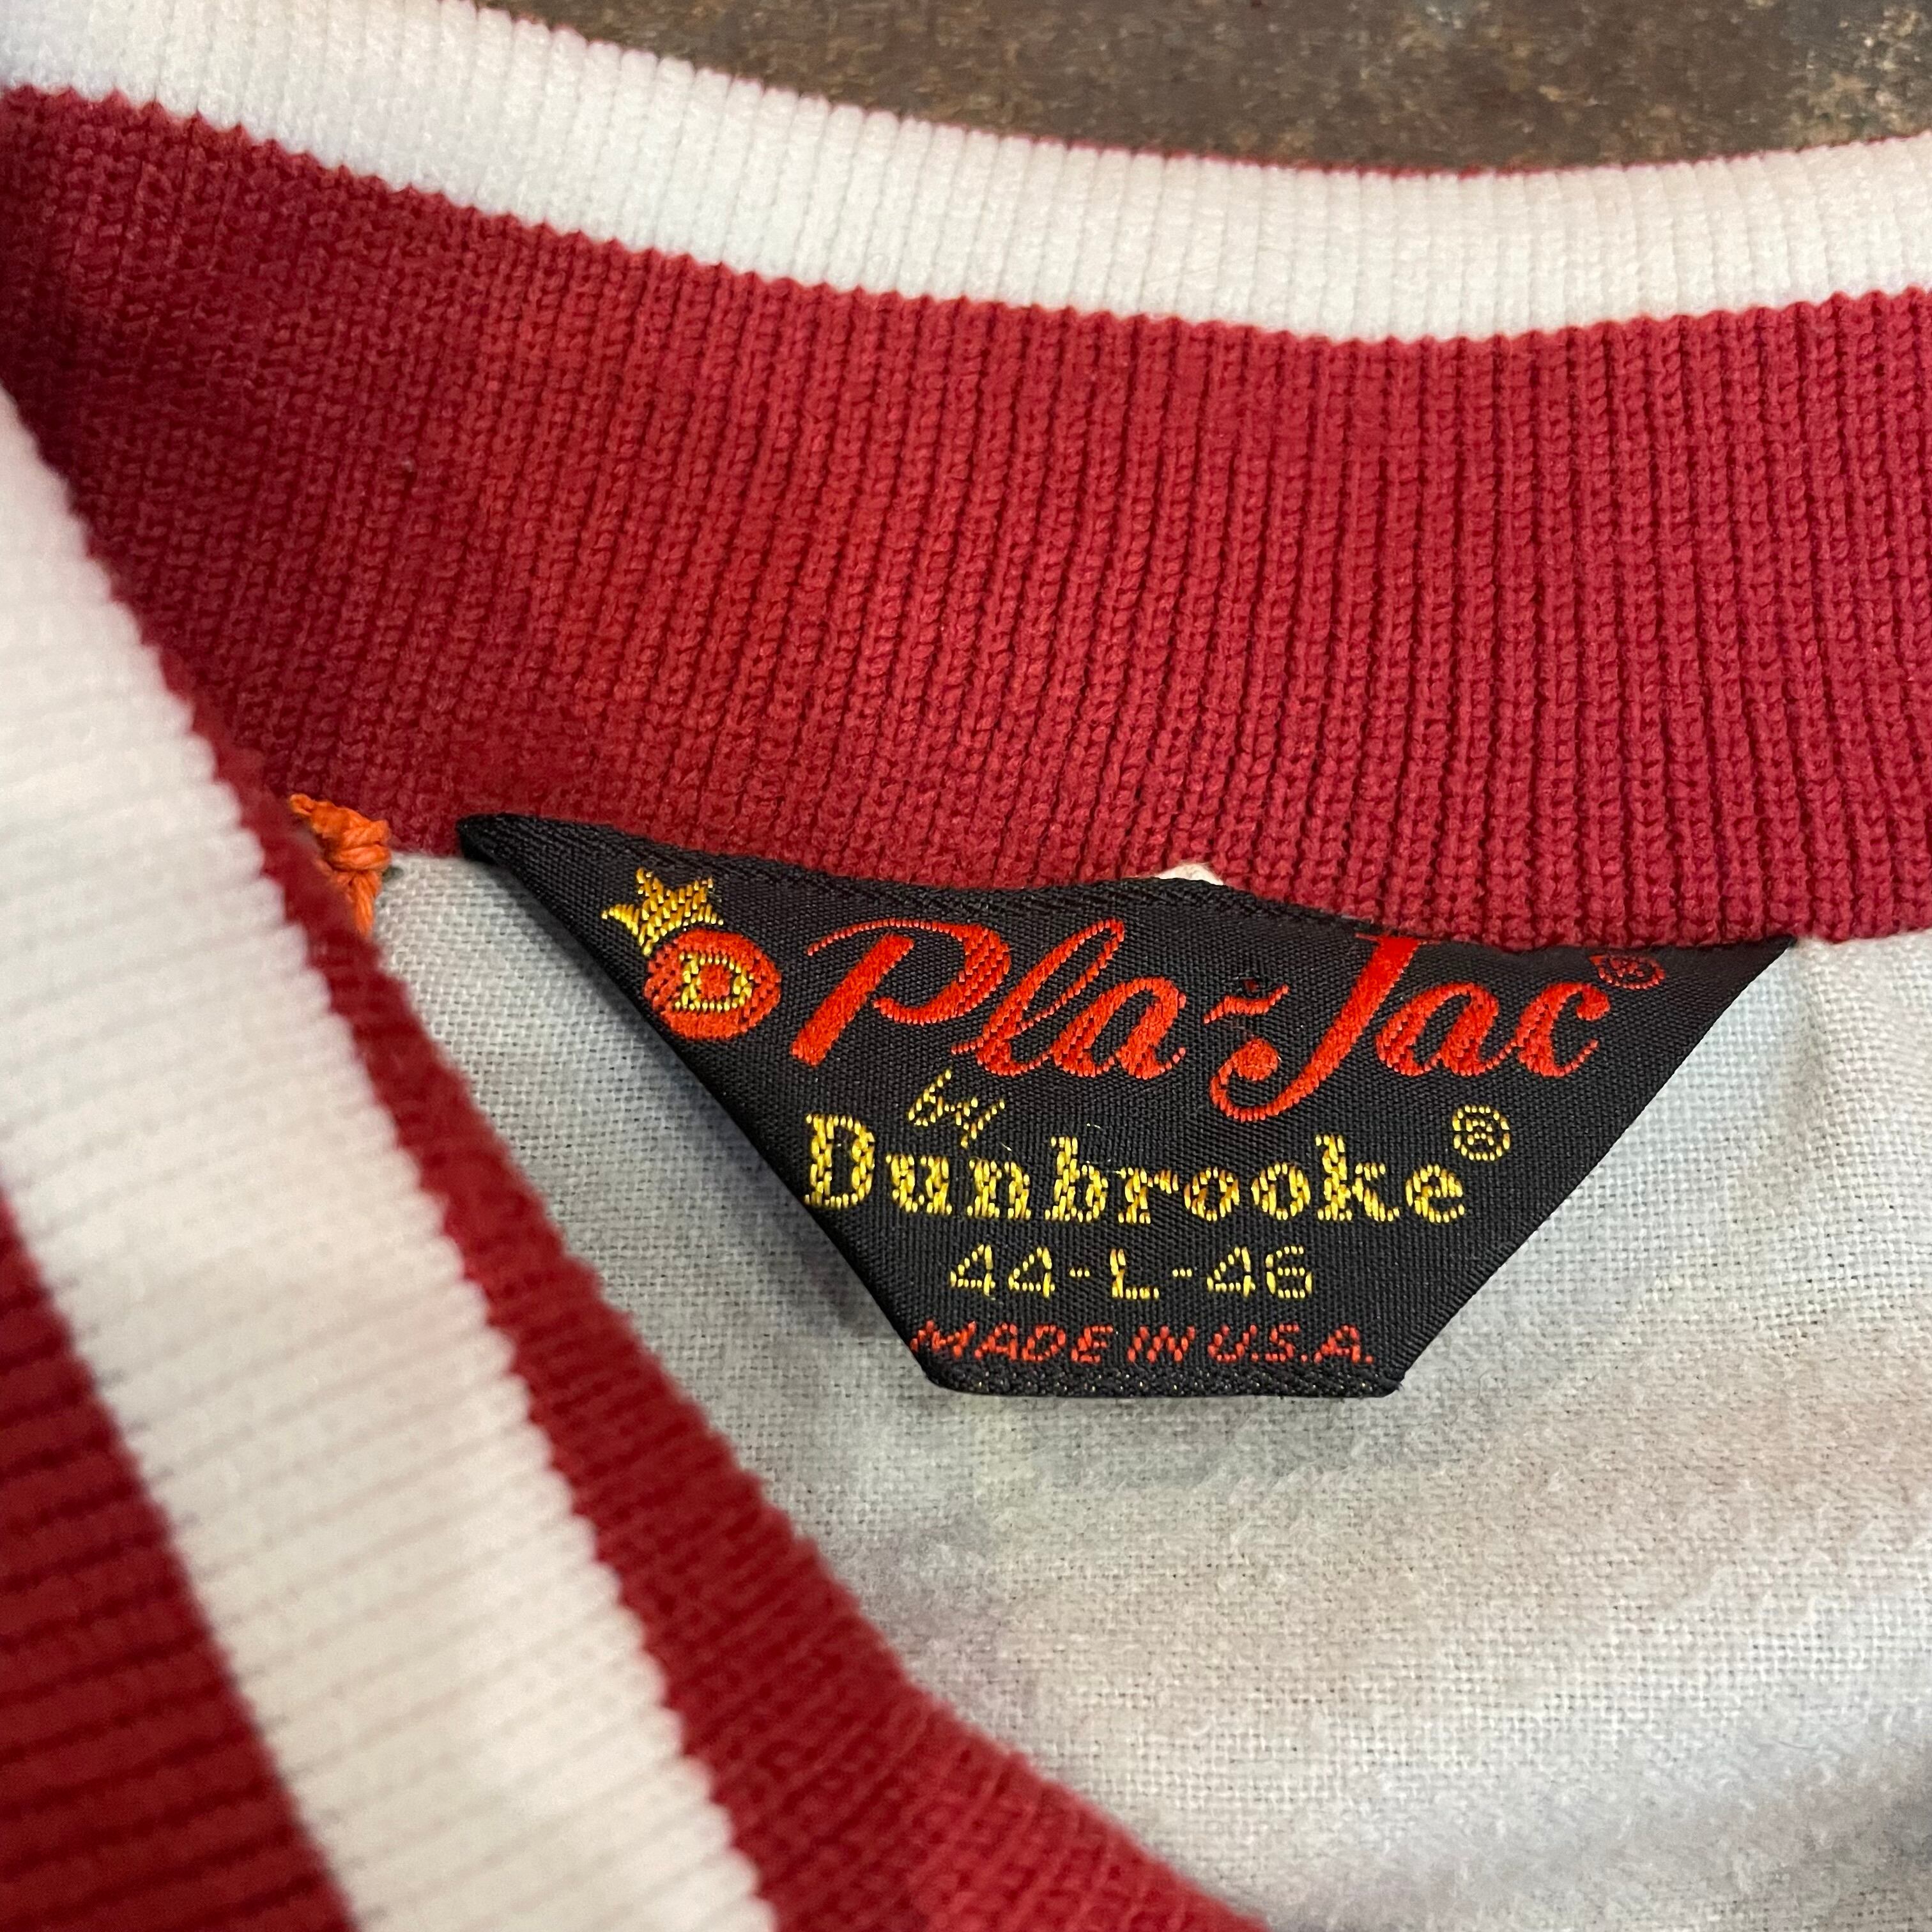 D Pla-Jac®
by
Dunbrooke®
44-L-46
MADE IN U.S.A.